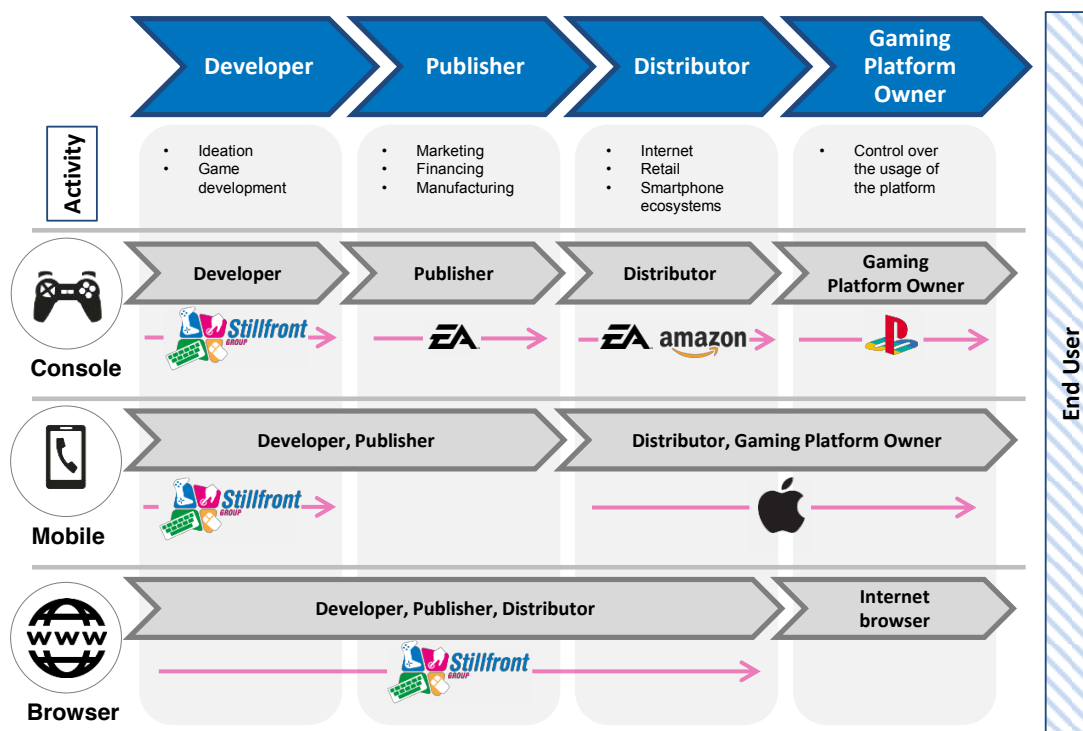 Developer
Publisher
Distributor
Gaming
Platform
Owner
Activity
• Ideation
• Game
development
• Marketing
• Financing
• Manufacturing
• Internet
• Retail
• Smartphone
ecosystems
• Control over
the usage of
the platform
End User
Console
Developer
Publisher
Distributor
Gaming
Platform Owner
Stillfront
GROUP
EA
EA
amazon
Mobile
Developer, Publisher
Distributor, Gaming Platform Owner
Stillfront
GROUP
Browser
www
Developer, Publisher, Distributor
Internet
browser
Stillfront
GROUP